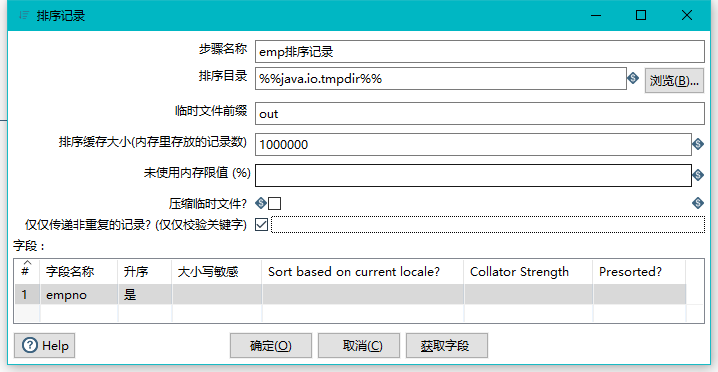 排序记录
步骤名称 emp排序记录
排序目录 %%java.io.tmpdir%% 浏览(B)...
临时文件前缀 out
排序缓存大小(内存里存放的记录数) 1000000
未使用内存限值 (%)
压缩临时文件?
仅仅传递非重复的记录? (仅仅校验关键字)
字段：
# 字段名称 升序 大小写敏感 Sort based on current locale? Collator Strength Presorted?
1 empno 是
Help 确定(O) 取消(C) 获取字段